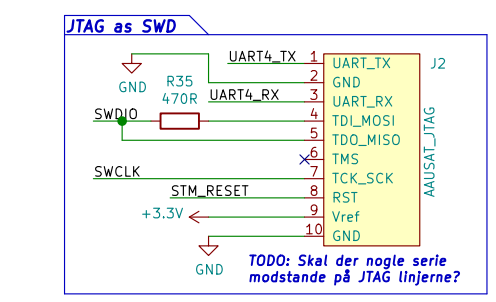 JTAG as SWD
UART4_TX 1 UART_TX J2
GND 2 GND
R35
470R
UART4_RX 3 UART_RX
SWDIO 4 TDI_MOSI
5 TDO_MISO
6 TMS
SWCLK 7 TCK_SCK
STM_RESET 8 RST
+3.3V 9 Vref
10 GND
GND
AAUSAT_JTAG
TODO: Skal der nogle serie
modstande på JTAG linjerne?